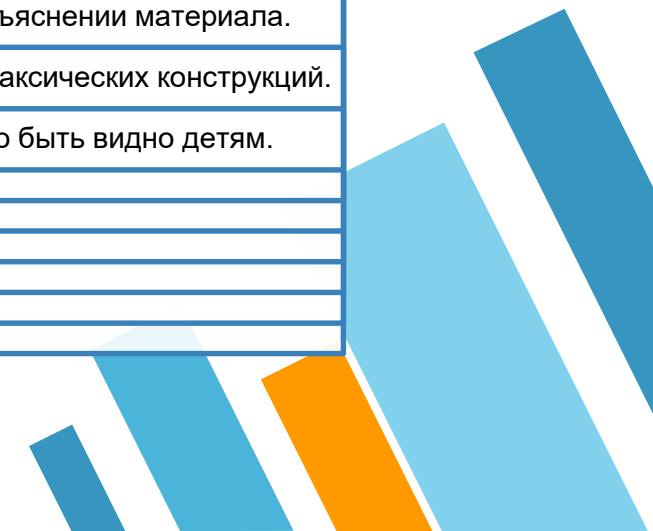 ъяснении материала.
аксических конструкций.
о быть видно детям.